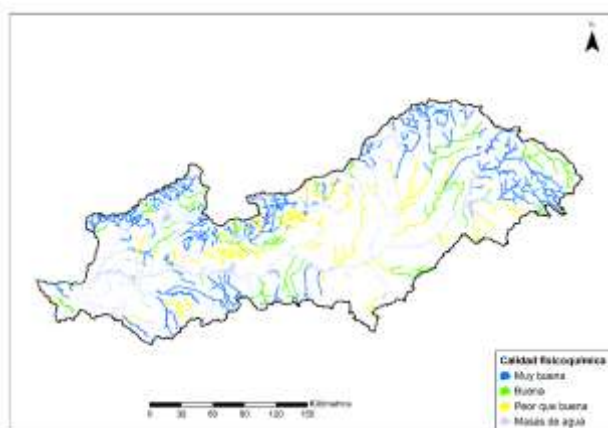 Calidad fisicoquímica
Muy buena
Buena
Peor que buena
Masas de agua
Kilómetros
0 30 60 90 120 150